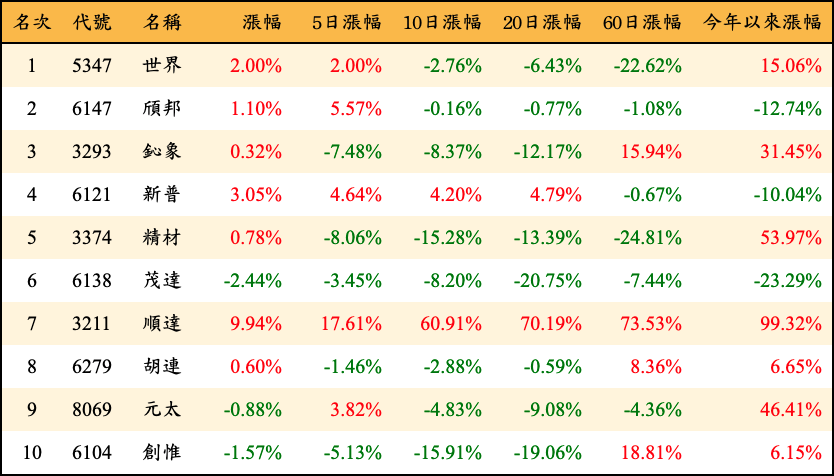 名次 代號 名稱 漲幅 5日漲幅 10日漲幅 20日漲幅 60日漲幅 今年以來漲幅
1 5347 世界 2.00% 2.00% -2.76% -6.43% -22.62% 15.06%
2 6147 頎邦 1.10% 5.57% -0.16% -0.77% -1.08% -12.74%
3 3293 鈊象 0.32% -7.48% -8.37% -12.17% 15.94% 31.45%
4 6121 新普 3.05% 4.64% 4.20% 4.79% -0.67% -10.04%
5 3374 精材 0.78% -8.06% -15.28% -13.39% -24.81% 53.97%
6 6138 茂達 -2.44% -3.45% -8.20% -20.75% -7.44% -23.29%
7 3211 順達 9.94% 17.61% 60.91% 70.19% 73.53% 99.32%
8 6279 胡連 0.60% -1.46% -2.88% -0.59% 8.36% 6.65%
9 8069 元太 -0.88% 3.82% -4.83% -9.08% -4.36% 46.41%
10 6104 創惟 -1.57% -5.13% -15.91% -19.06% 18.81% 6.15%